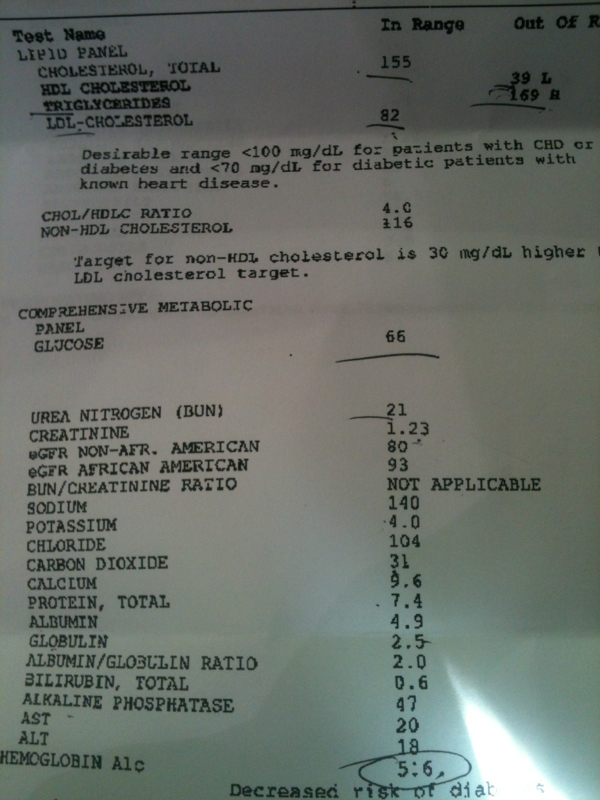 Test Name In Range Out Of R
LIPID PANEL
CHOLESTEROL, TOTAL 155
HDL CHOLESTEROL 39 L
TRIGLYCERIDES 169 H
LDL-CHOLESTEROL 82
Desirable range <100 mg/dL for patients with CHD or
diabetes and <70 mg/dL for diabetic patients with
known heart disease.
CHOL/HDLC RATIO 4.0
NON-HDL CHOLESTEROL 116
Target for non-HDL cholesterol is 30 mg/dL higher
LDL cholesterol target.
COMPREHENSIVE METABOLIC
PANEL
GLUCOSE 66
UREA NITROGEN (BUN) 21
CREATININE 1.23
eGFR NON-AFR. AMERICAN 80
eGFR AFRICAN AMERICAN 93
BUN/CREATININE RATIO NOT APPLICABLE
SODIUM 140
POTASSIUM 4.0
CHLORIDE 104
CARBON DIOXIDE 31
CALCIUM 9.6
PROTEIN, TOTAL 7.4
ALBUMIN 4.9
GLOBULIN 2.5
ALBUMIN/GLOBULIN RATIO 2.0
BILIRUBIN, TOTAL 0.6
ALKALINE PHOSPHATASE 47
AST 20
ALT 18
HEMOGLOBIN A1c 5.6
Decreased risk of